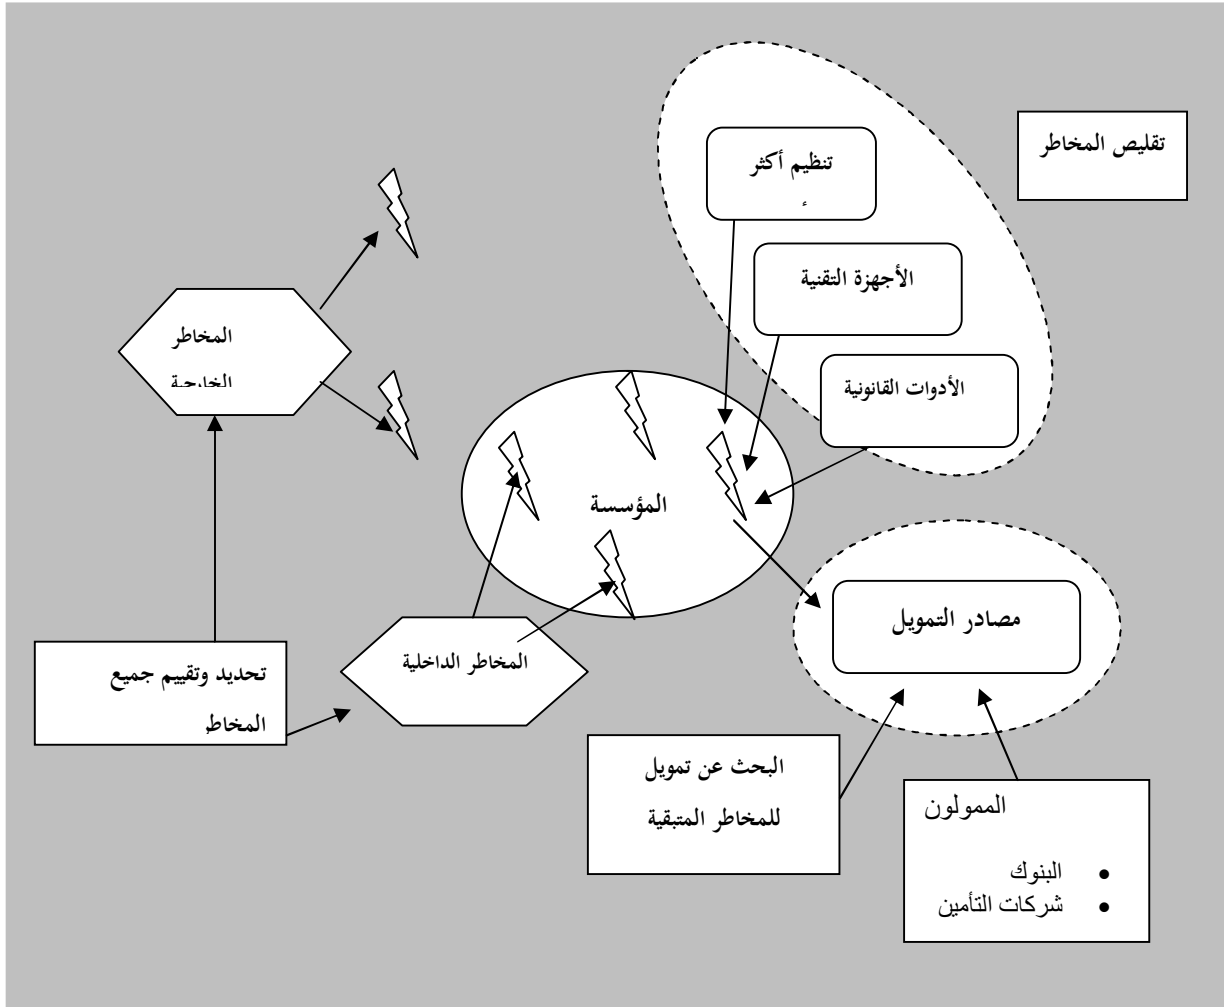 تقليص المخاطر
تنظيم أكثر
الأجهزة التقنية
الأدوات القانونية
المخاطر
الخارجية
المؤسسة
مصادر التمويل
المخاطر الداخلية
تحديد وتقييم جميع
المخاطر
البحث عن تمويل
للمخاطر المتبقية
الممولون
• البنوك
• شركات التأمين